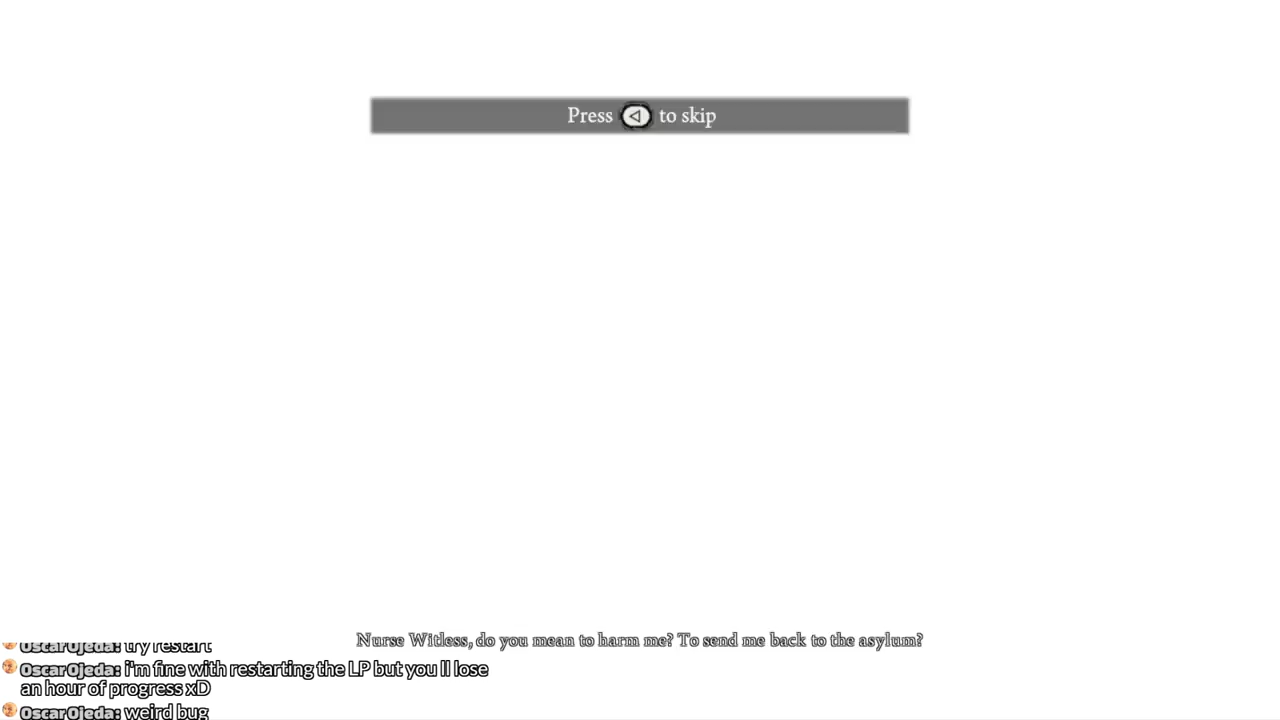 Press to skip
Nurse Witless, do you mean to harm me? To send me back to the asylum?
Oscar Ojeda: try restart
Oscar Ojeda: i'm fine with restarting the LP but you ll lose
an hour of progress xD
Oscar Ojeda: weird bug